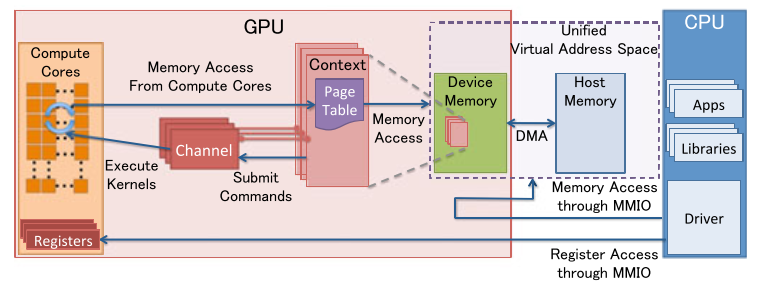 GPU
Unified
Virtual Address Space
CPU
Compute
Cores
Memory Access
From Compute Cores
Context
Page
Table
Device
Memory
Host
Memory
Apps
Memory
Access
DMA
Channel
Libraries
Execute
Kernels
Submit
Commands
Memory Access
through MMIO
Driver
Registers
Register Access
through MMIO